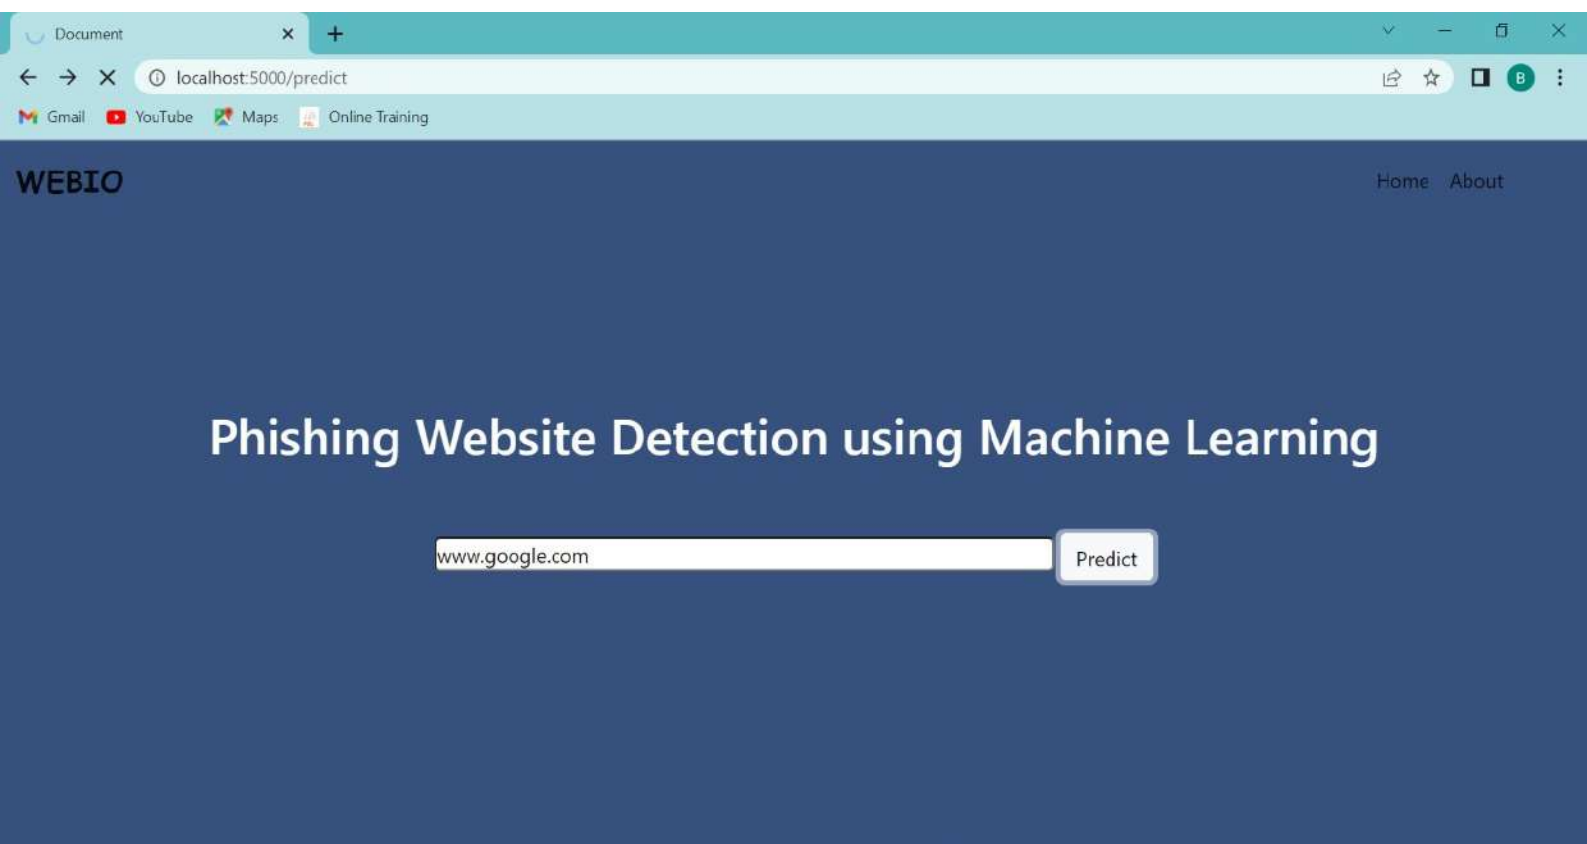 Document
localhost:5000/predict
B
Gmail YouTube Maps Online Training
WEBIO
Home About
Phishing Website Detection using Machine Learning
www.google.com Predict